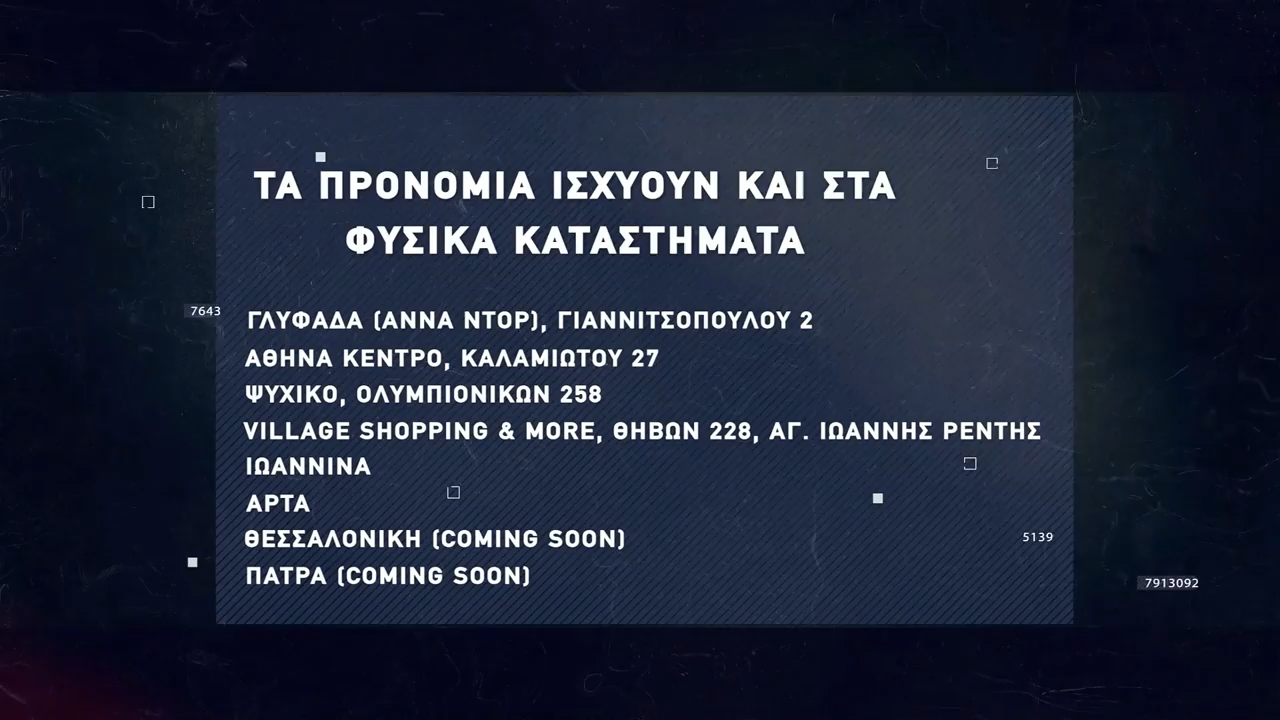 ΤΑ ΠΡΟΝΟΜΙΑ ΙΣΧΥΟΥΝ ΚΑΙ ΣΤΑ
ΦΥΣΙΚΑ ΚΑΤΑΣΤΗΜΑΤΑ
7643
ΓΛΥΦΑΔΑ (ΑΝΝΑ ΝΤΟΡ), ΓΙΑΝΝΙΤΣΟΠΟΥΛΟΥ 2
ΑΘΗΝΑ ΚΕΝΤΡΟ, ΚΑΛΑΜΙΩΤΟΥ 27
ΨΥΧΙΚΟ, ΟΛΥΜΠΙΟΝΙΚΩΝ 258
VILLAGE SHOPPING & MORE, ΘΗΒΩΝ 228, ΑΓ. ΙΩΑΝΝΗΣ ΡΕΝΤΗΣ
ΙΩΑΝΝΙΝΑ
ΑΡΤΑ
ΘΕΣΣΑΛΟΝΙΚΗ (COMING SOON)
5139
ΠΑΤΡΑ (COMING SOON)
7913092